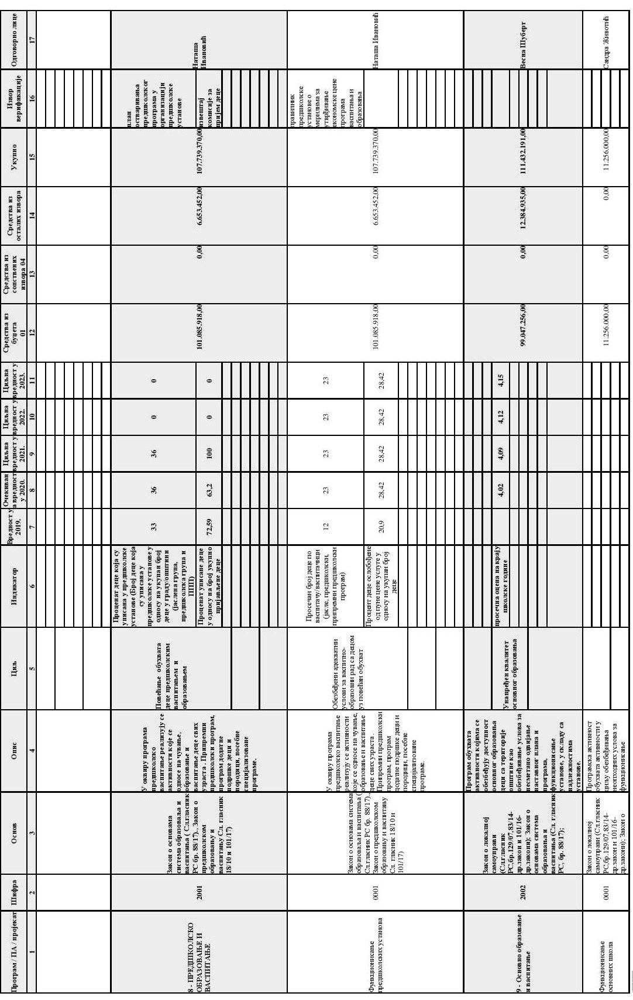 Програм / ПА / пројекат
Шифра
Основ
Опис
Циљ
Индикатор
Вредност у
2019.
Очекиван
а вредност
у 2020.
Циљна
вредност у
2021.
Циљна
вредност у
2022.
Циљна
вредност у
2023.
Средства из
буџета
01
Средства из
сопствених
извора 04
Средства из
осталих извора
Укупно
Извор
верификације
Одговорно лице
1
2
3
4
5
6
7
8
9
10
11
12
13
14
15
16
17
8 - ПРЕДШКОЛСКО
ОБРАЗОВАЊЕ И
ВАСПИТАЊЕ
2001
Закон о основама
система образовања и
васпитања ( Сл.гласник
РС бр. 88/17)., Закон о
предшколском
образовању и
васпитању Сл. гласник
18/10 и 101/17)
У оквиру програма
предшколско
васпитање реализују се
активности које се
односе на чување,
образовање и
васпитање деце свих
узраста . Припремни
предшколски програм,
програм додатне
подршке деци и
породици, посебне
специјализоване
програме.
Повећање обухвата
деце предшколским
васпитањем и
образовањем
Проценат деце која су
уписана у предшколске
установе (Број деце која
су уписана у
предшколске установе у
односу на укупан број
деце у граду/општини
(јаслена група,
предшколска група и
ППП)
33
36
36
0
0
Проценат уписане деце
у односу на број укупно
пријављене деце
72,59
63,2
100
0
0
101.085.918,00
0,00
6.653.452,00
107.739.370,00
план
остваривања
предшколског
програма у
организацији
предшколске
установе
извештај
комисије за
пријем деце
Наташа
Ивановић
Функционисање
предшколских установа
0001
Закон о основама система
образовања и васпитања (
Сл.гласник РС бр. 88/17).,
Закон о предшколском
образовању и васпитању
Сл. гласник 18/10 и
101/17)
У оквиру програма
предшколско васпитање
реализују се активности
које се односе на чување,
образовање и васпитање
деце свих узраста .
Припремни предшколски
програм, програм
додатне подршке деци и
породици, посебне
специјализоване
програме.
Обезбеђени адекватни
услови за васпитно-
образовни рад са децом
уз повећан обухват
Просечан број деце по
васпитачу/васпитачици
(јасле, предшколски,
припремни предшколски
програм)
12
23
23
23
23
Процент деце ослобођене
од пуне цене услуге у
односу на укупан број
деце
20,9
28,42
28,42
28,42
28,42
101.085.918,00
0,00
6.653.452,00
107.739.370,00
правилник
предшколске
установе о
мерилима за
утврђивање
економске цене
програма
васпитања и
образовања
Наташа Ивановић
9 - Основно образовање
и васпитање
2002
Закон о локалној
самоуправи
(Сл.гласник
РС,бр.129/07,83/14-
др.закон и 101/16-
др.закони); Закон о
основама система
образовања и
васпитања (Сл. гласник
РС, бр. 88/17);
Програм обухвата
активности којима се
обезбеђују доступност
основног образовања
деци са територије
општине као
обезбеђивање услова за
несметано одвијање
наставног плана и
програма,
функционисање
установе, у складу са
надлежностима
установе.
Унапређен квалитет
основног образовања
просечна оцена на крају
школске године
4,02
4,09
4,12
4,15
99.047.256,00
0,00
12.384.935,00
111.432.191,00
Весна Шуберт
Функционисање
основних школа
0001
Закон о локалној
самоуправи (Сл.гласник
РС,бр.129/07,83/14-
др.закон и 101/16-
др.закони); Закон о
Програмска активност
обухвата активности у
циљу обезбеђивања
неопходних услова за
функционисање
11.256.000,00
0,00
0,00
11.256.000,00
Сандра Животић